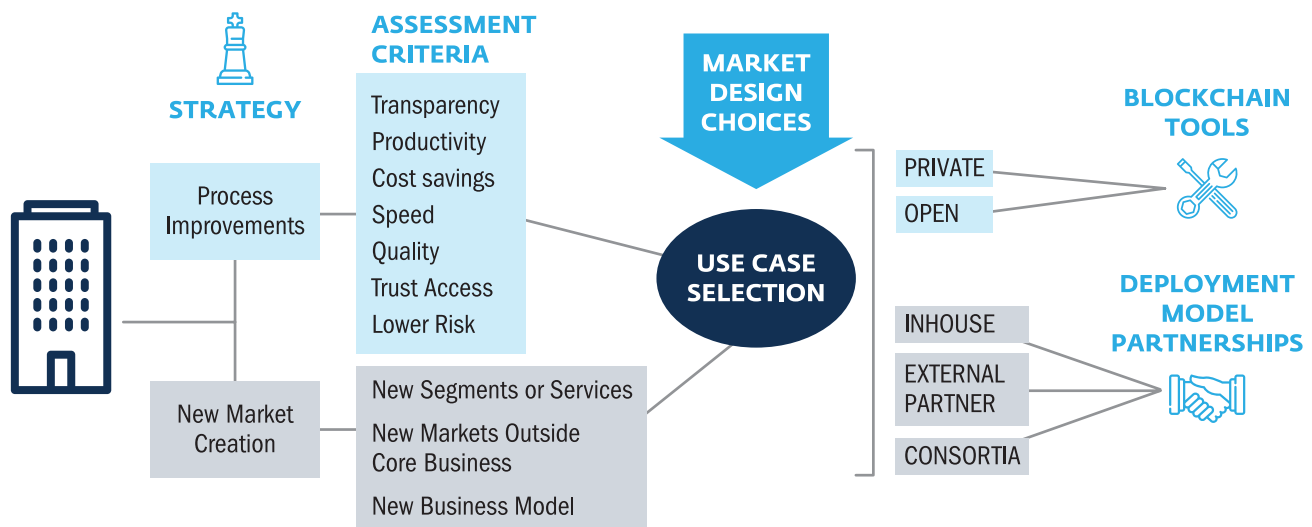 STRATEGY
Process
Improvements
New Market
Creation
ASSESSMENT
CRITERIA
Transparency
Productivity
Cost savings
Speed
Quality
Trust Access
Lower Risk
New Segments or Services
New Markets Outside
Core Business
New Business Model
MARKET
DESIGN
CHOICES
USE CASE
SELECTION
PRIVATE
OPEN
BLOCKCHAIN
TOOLS
INHOUSE
EXTERNAL
PARTNER
CONSORTIA
DEPLOYMENT
MODEL
PARTNERSHIPS